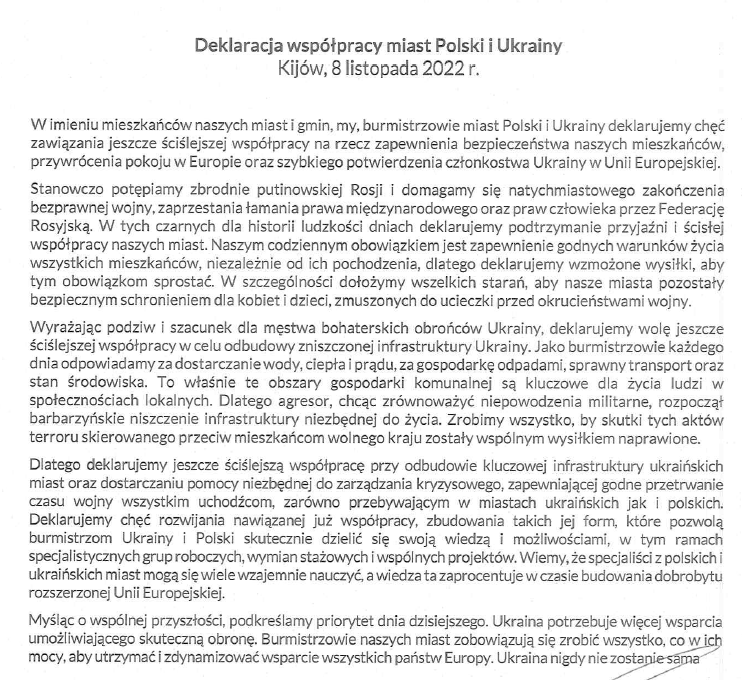 Deklaracja współpracy miast Polski i Ukrainy
Kijów, 8 listopada 2022 r.
W imieniu mieszkańców naszych miast i gmin, my, burmistrzowie miast Polski i Ukrainy deklarujemy chęć
zawiązania jeszcze ściślejszej współpracy na rzecz zapewnienia bezpieczeństwa naszych mieszkańców,
przywrócenia pokoju w Europie oraz szybkiego potwierdzenia członkostwa Ukrainy w Unii Europejskiej.
Stanowczo potępiamy zbrodnie putinowskiej Rosji i domagamy się natychmiastowego zakończenia
bezprawnej wojny, zaprzestania łamania prawa międzynarodowego oraz praw człowieka przez Federację
Rosyjską. W tych czarnych dla historii ludzkości dniach deklarujemy podtrzymanie przyjaźni i ścisłej
współpracy naszych miast. Naszym codziennym obowiązkiem jest zapewnienie godnych warunków życia
wszystkich mieszkańców, niezależnie od ich pochodzenia, dlatego deklarujemy wzmożone wysiłki, aby
tym obowiązkom sprostać. W szczególności dołożymy wszelkich starań, aby nasze miasta pozostały
bezpiecznym schronieniem dla kobiet i dzieci, zmuszonych do ucieczki przed okrucieństwami wojny.
Wyrażając podziw i szacunek dla męstwa bohaterskich obrońców Ukrainy, deklarujemy wolę jeszcze
ściślejszej współpracy w celu odbudowy zniszczonej infrastruktury Ukrainy. Jako burmistrzowie każdego
dnia odpowiadamy za dostarczanie wody, ciepła i prądu, za gospodarkę odpadami, sprawny transport oraz
stan środowiska. To właśnie te obszary gospodarki komunalnej są kluczowe dla życia ludzi w
społecznościach lokalnych. Dlatego agresor, chcąc zrównoważyć niepowodzenia militarne, rozpoczął
barbarzyńskie niszczenie infrastruktury niezbędnej do życia. Zrobimy wszystko, by skutki tych aktów
terroru skierowanego przeciw mieszkańcom wolnego kraju zostały wspólnym wysiłkiem naprawione.
Dlatego deklarujemy jeszcze ściślejszą współpracę przy odbudowie kluczowej infrastruktury ukraińskich
miast oraz dostarczaniu pomocy niezbędnej do zarządzania kryzysowego, zapewniającej godne przetrwanie
czasu wojny wszystkim uchodźcom, zarówno przebywającym w miastach ukraińskich jak i polskich.
Deklarujemy chęć rozwijania nawiązanej już współpracy, zbudowania takich jej form, które pozwolą
burmistrzom Ukrainy i Polski skutecznie dzielić się swoją wiedzą i możliwościami, w tym ramach
specjalistycznych grup roboczych, wymian stażowych i wspólnych projektów. Wiemy, że specjaliści z polskich i
ukraińskich miast mogą się wiele wzajemnie nauczyć, a wiedza ta zaprocentuje w czasie budowania dobrobytu
rozszerzonej Unii Europejskiej.
Myśląc o wspólnej przyszłości, podkreślamy priorytet dnia dzisiejszego. Ukraina potrzebuje więcej wsparcia
umożliwiającego skuteczną obronę. Burmistrzowie naszych miast zobowiązują się zrobić wszystko, co w ich
mocy, aby utrzymać i zdynamizować wsparcie wszystkich państw Europy. Ukraina nigdy nie zostanie sama